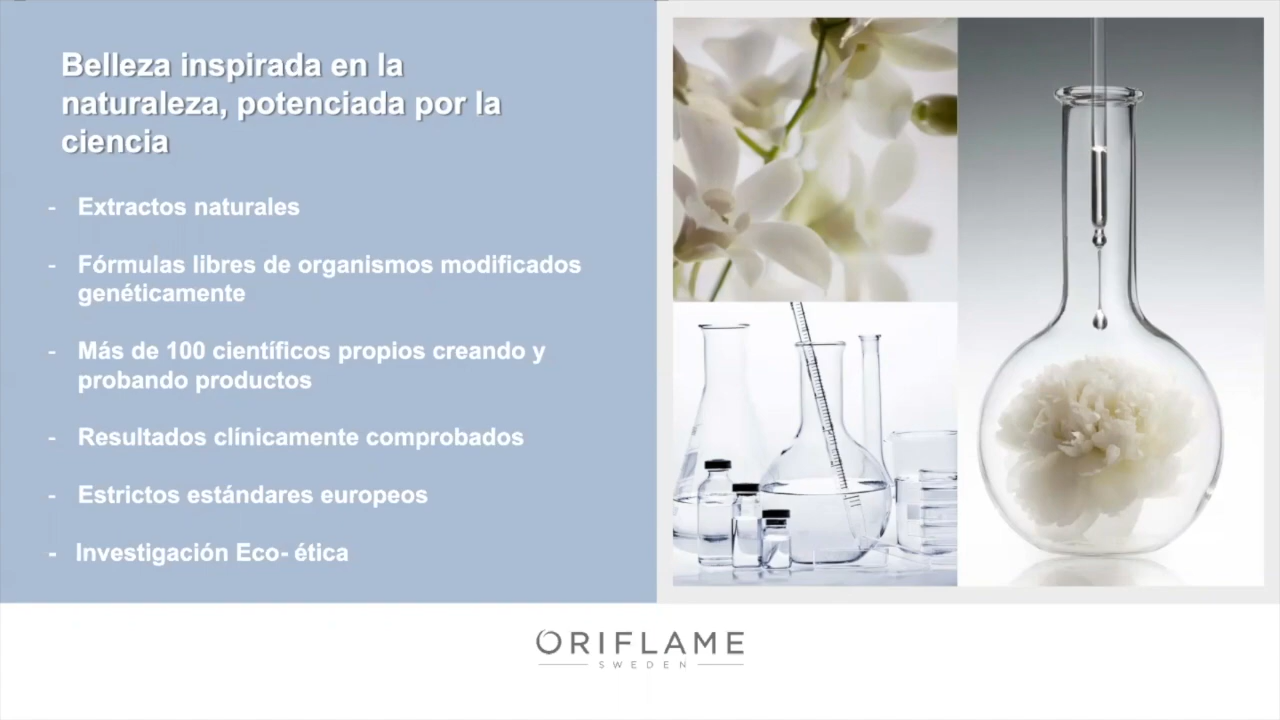 Belleza inspirada en la
naturaleza, potenciada por la
ciencia
- Extractos naturales
- Fórmulas libres de organismos modificados
genéticamente
- Más de 100 científicos propios creando y
probando productos
- Resultados clínicamente comprobados
- Estrictos estándares europeos
- Investigación Eco- ética
ORIFLAME
SWEDEN